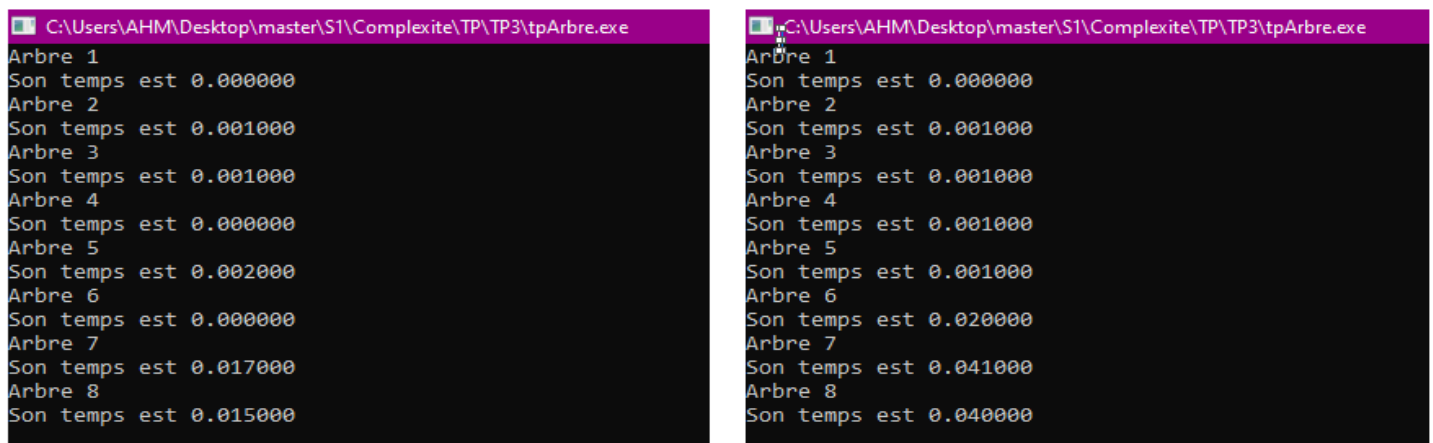 C:\Users\AHM\Desktop\master\S1\Complexite\TP\TP3\tpArbre.exe
Arbre 1
Son temps est 0.000000
Arbre 2
Son temps est 0.001000
Arbre 3
Son temps est 0.001000
Arbre 4
Son temps est 0.000000
Arbre 5
Son temps est 0.002000
Arbre 6
Son temps est 0.000000
Arbre 7
Son temps est 0.017000
Arbre 8
Son temps est 0.015000
C:\Users\AHM\Desktop\master\S1\Complexite\TP\TP3\tpArbre.exe
Arbre 1
Son temps est 0.000000
Arbre 2
Son temps est 0.001000
Arbre 3
Son temps est 0.001000
Arbre 4
Son temps est 0.001000
Arbre 5
Son temps est 0.001000
Arbre 6
Son temps est 0.020000
Arbre 7
Son temps est 0.041000
Arbre 8
Son temps est 0.040000